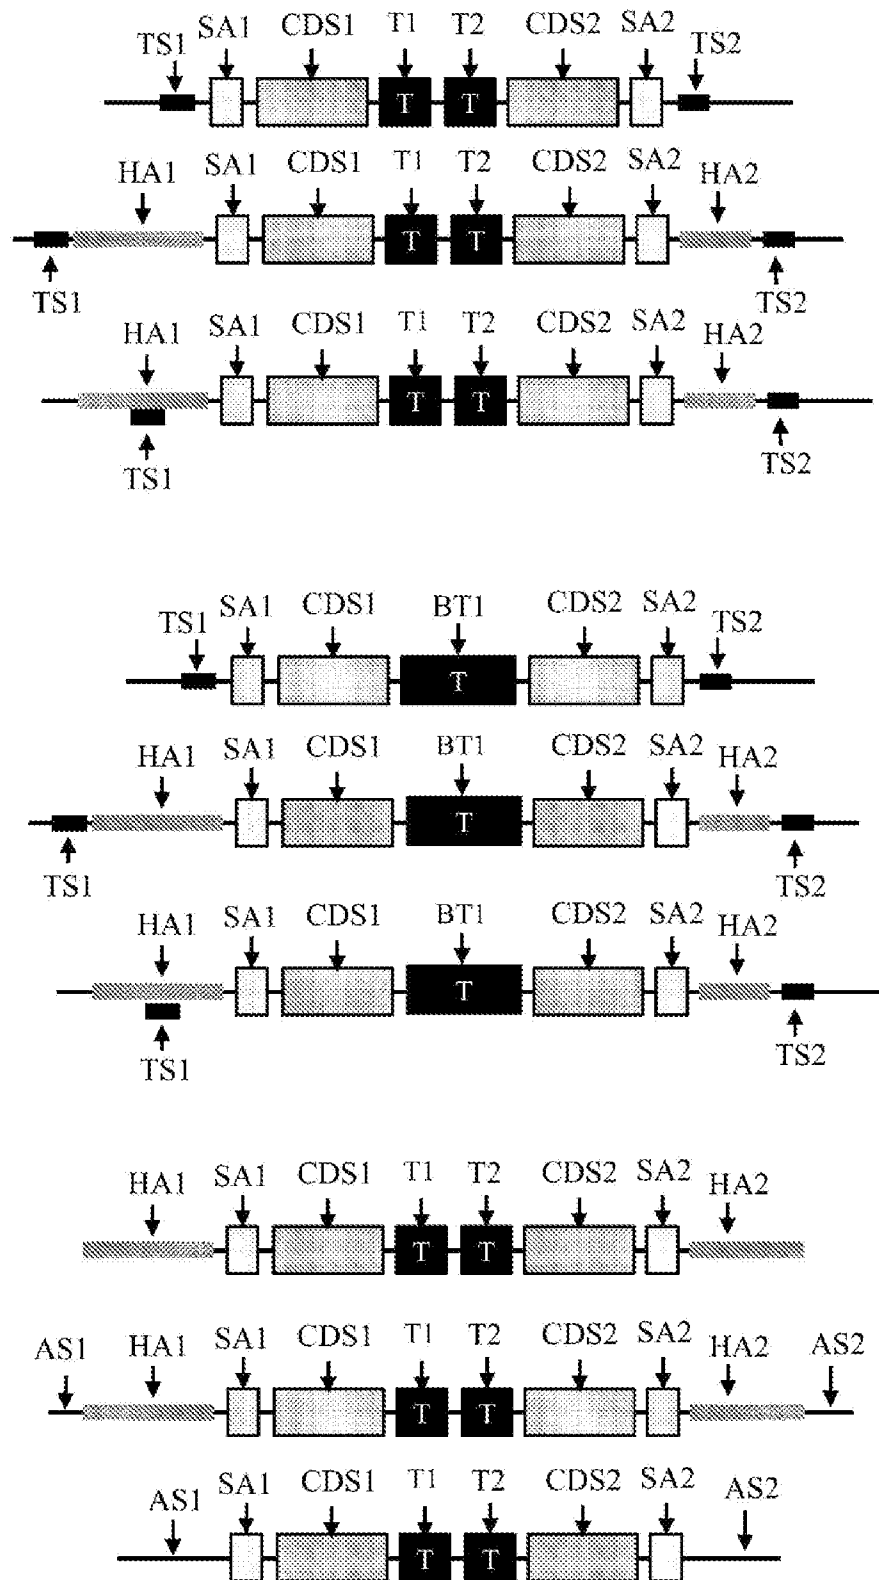 TS1 SA1 CDS1 T1 T2 CDS2 SA2 TS2
T T
HA1 SA1 CDS1 T1 T2 CDS2 SA2 HA2
T T
TS1 TS2
HA1 SA1 CDS1 T1 T2 CDS2 SA2 HA2
T T
TS1 TS2
TS1 SA1 CDS1 BT1 CDS2 SA2 TS2
T
HA1 SA1 CDS1 BT1 CDS2 SA2 HA2
T
TS1 TS2
HA1 SA1 CDS1 BT1 CDS2 SA2 HA2
T
TS1 TS2
HA1 SA1 CDS1 T1 T2 CDS2 SA2 HA2
T T
AS1 HA1 SA1 CDS1 T1 T2 CDS2 SA2 HA2 AS2
T T
AS1 SA1 CDS1 T1 T2 CDS2 SA2 AS2
T T